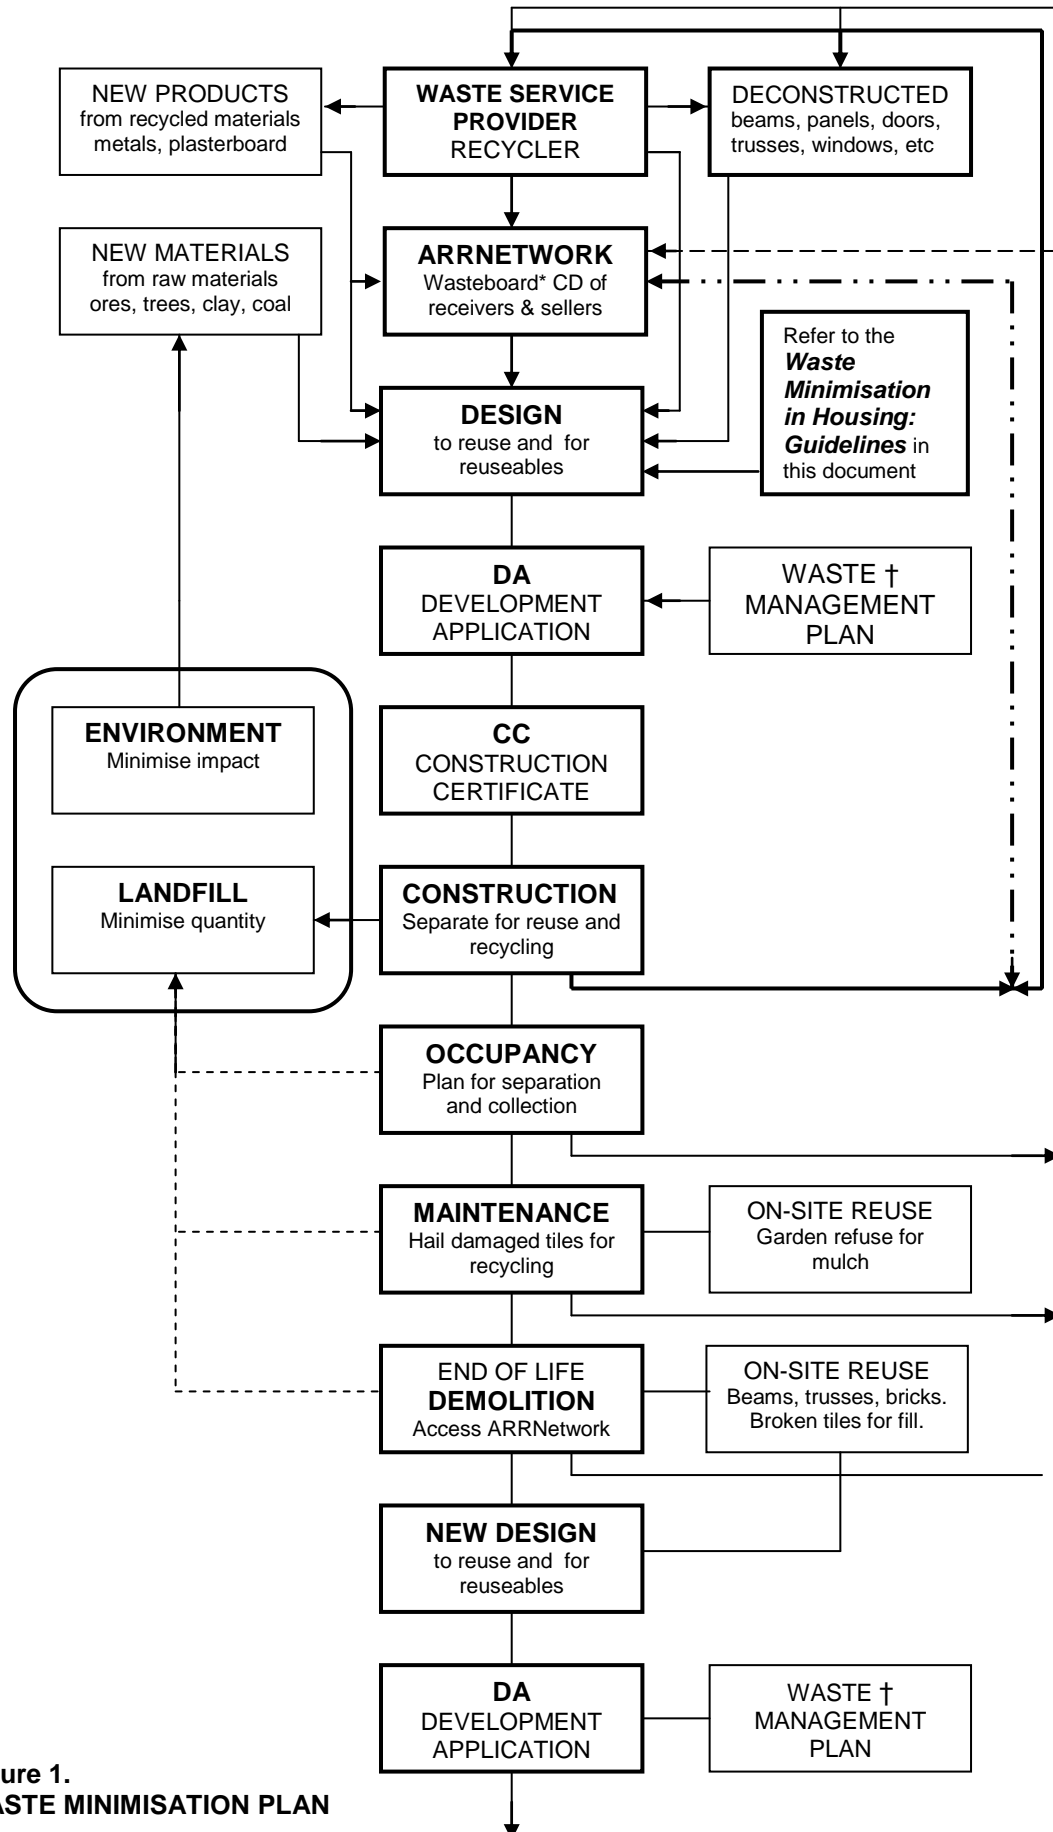 NEW PRODUCTS
from recycled materials
metals, plasterboard
WASTE SERVICE
PROVIDER
RECYCLER
DECONSTRUCTED
beams, panels, doors,
trusses, windows, etc
NEW MATERIALS
from raw materials
ores, trees, clay, coal
ARRNETWORK
Wasteboard* CD of
receivers & sellers
Refer to the
Waste
Minimisation
in Housing:
Guidelines in
this document
DESIGN
to reuse and for
reuseables
DA
DEVELOPMENT
APPLICATION
WASTE †
MANAGEMENT
PLAN
ENVIRONMENT
Minimise impact
CC
CONSTRUCTION
CERTIFICATE
LANDFILL
Minimise quantity
CONSTRUCTION
Separate for reuse and
recycling
OCCUPANCY
Plan for separation
and collection
MAINTENANCE
Hail damaged tiles for
recycling
ON-SITE REUSE
Garden refuse for
mulch
END OF LIFE
DEMOLITION
Access ARRNetwork
ON-SITE REUSE
Beams, trusses, bricks.
Broken tiles for fill.
NEW DESIGN
to reuse and for
reuseables
DA
DEVELOPMENT
APPLICATION
WASTE †
MANAGEMENT
PLAN
ure 1.
ASTE MINIMISATION PLAN